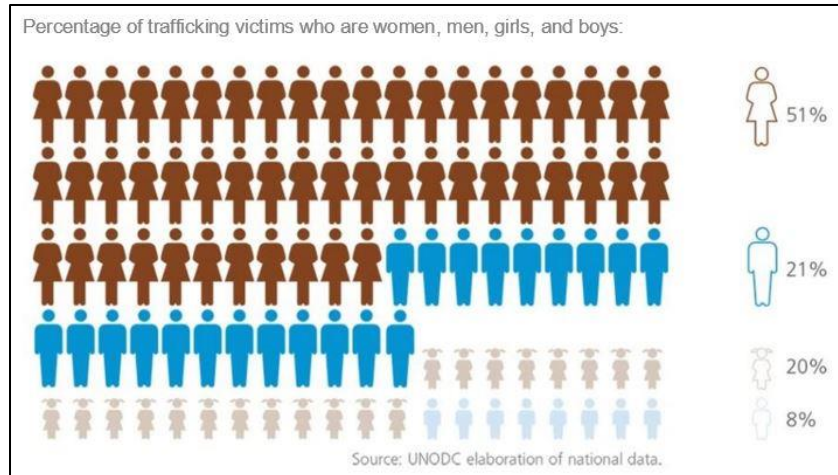 Percentage of trafficking victims who are women, men, girls, and boys:
51%
21%
20%
8%
Source: UNODC elaboration of national data.